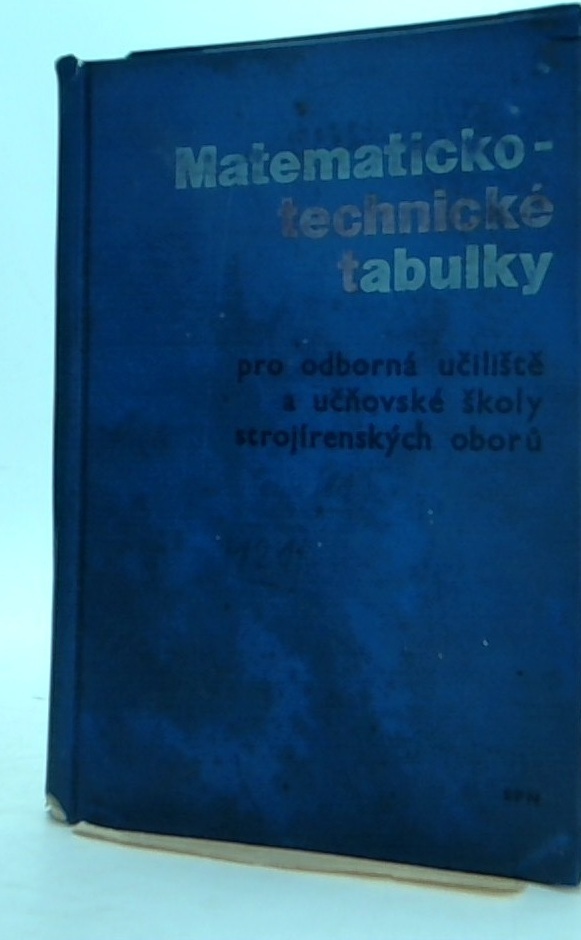 Matematicko-
technické
tabulky
pro odborná učiliště
a učňovské školy
strojírenských oborů
SPN